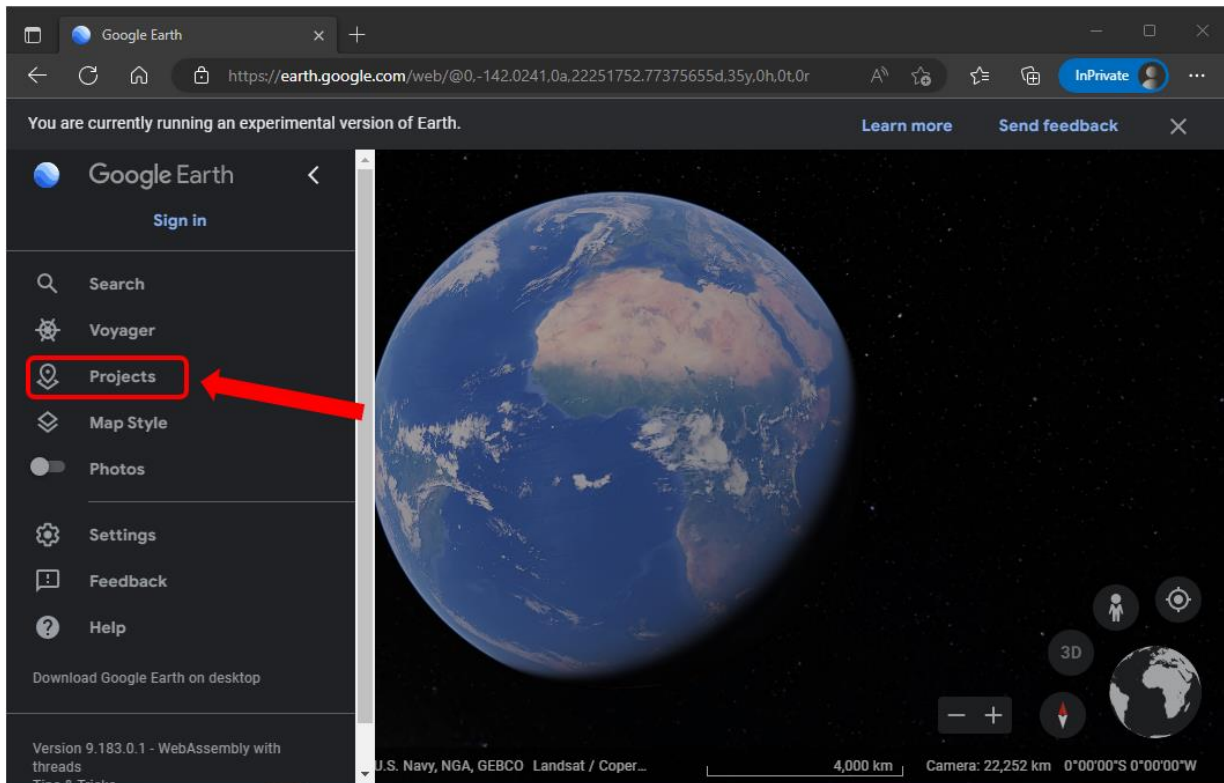 Google Earth
https://earth.google.com/web/@0,-142.0241,0a,22251752.77375655d,35y,0h,0t,0r
InPrivate
You are currently running an experimental version of Earth.
Learn more
Send feedback
Google Earth
Sign in
Search
Voyager
Projects
Map Style
Photos
Settings
Feedback
Help
Download Google Earth on desktop
Version 9.183.0.1 - WebAssembly with
threads
Tips & Tricks
3D
U.S. Navy, NGA, GEBCO Landsat / Coper...
4,000 km
Camera: 22,252 km 0°00'00"S 0°00'00"W